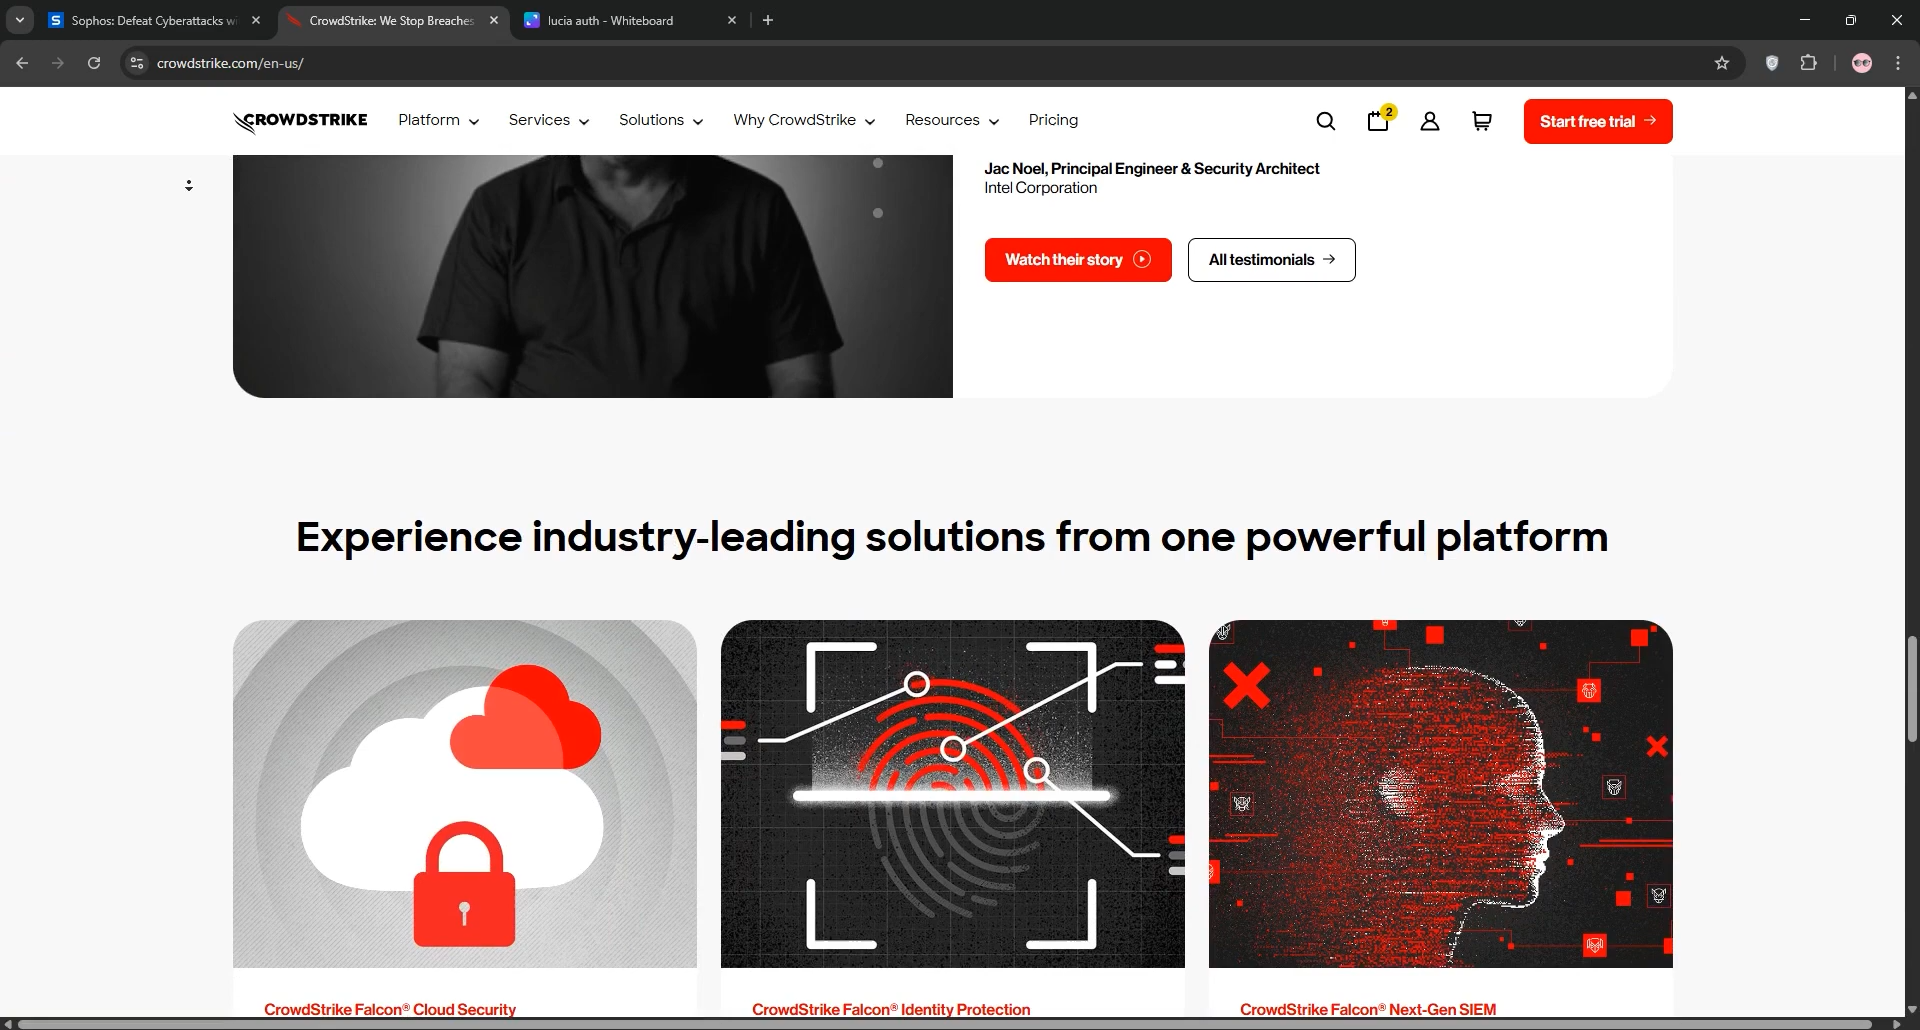 Sophos: Defeat Cyberattacks wi
CrowdStrike: We Stop Breaches
lucia auth - Whiteboard
crowdstrike.com/en-us/
CROWDSTRIKE
Platform
Services
Solutions
Why CrowdStrike
Resources
Pricing
2
Start free trial
Jac Noel, Principal Engineer & Security Architect
Intel Corporation
Watch their story
All testimonials
Experience industry-leading solutions from one powerful platform
CrowdStrike Falcon® Cloud Security
CrowdStrike Falcon® Identity Protection
CrowdStrike Falcon® Next-Gen SIEM